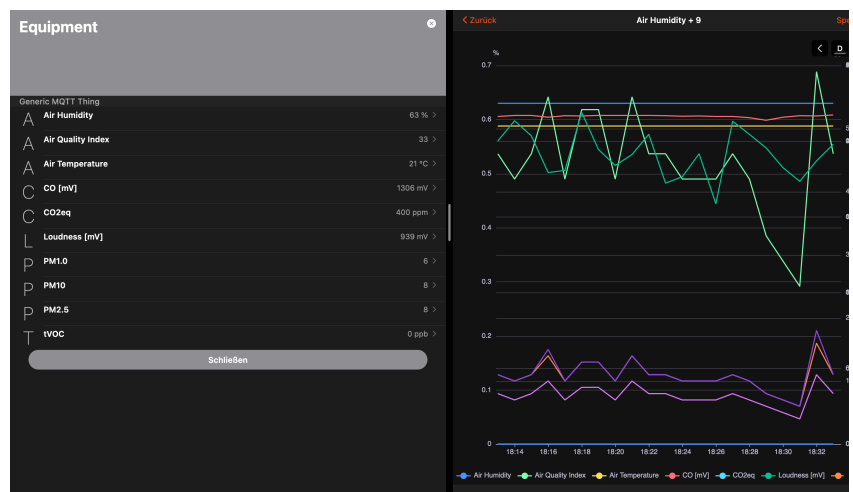 Equipment
Generic MQTT Thing
A Air Humidity 63 % >
A Air Quality Index 33 >
A Air Temperature 21 °C >
C CO [mV] 1306 mV >
C CO2eq 400 ppm >
L Loudness [mV] 939 mV >
P PM1.0 6 >
P PM10 8 >
P PM2.5 8 >
T tVOC 0 ppb >
Schließen
< Zurück Air Humidity + 9 Spe
< D
%
0.7
0.6
0.5
0.4
0.3
0.2
0.1
0
18:14 18:16 18:18 18:20 18:22 18:24 18:26 18:28 18:30 18:32
Air Humidity Air Quality Index Air Temperature CO [mV] CO2eq Loudness [mV]